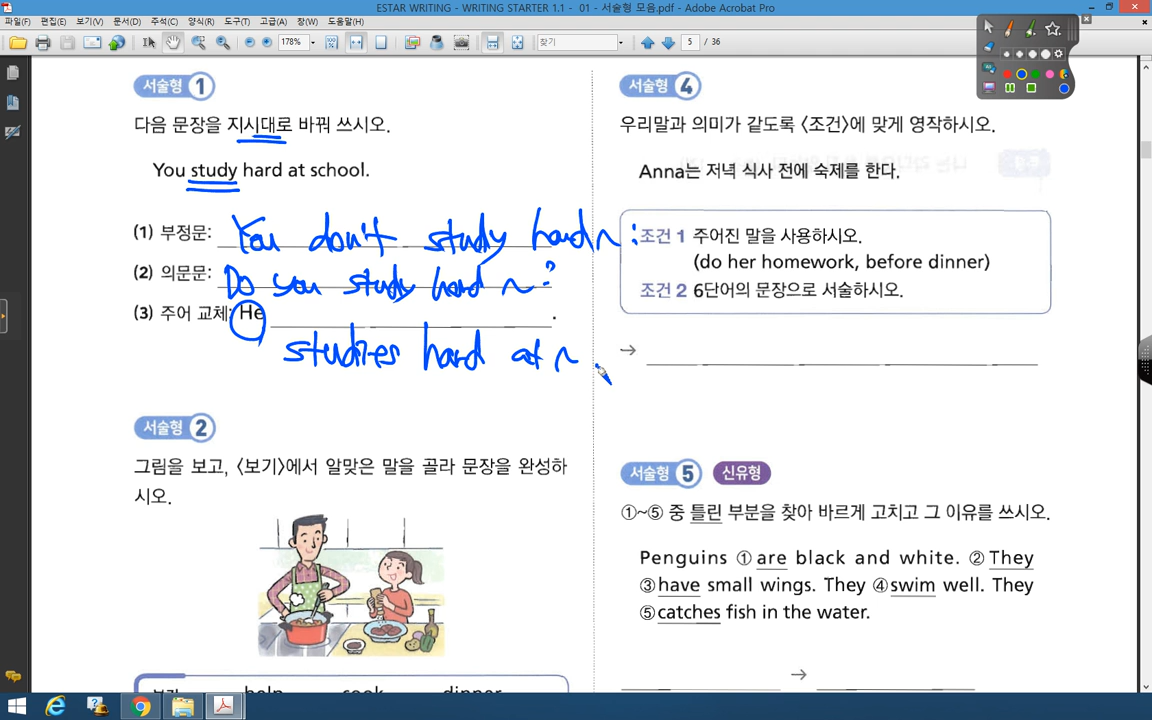 ESTAR WRITING - WRITING STARTER 1.1 - 01 - 서술형 모음.pdf - Adobe Acrobat Pro
파일(F) 편집(E) 보기(V) 문서(D) 주석(C) 양식(R) 도구(T) 고급(A) 창(W) 도움말(H)
178% 찾기 5 / 36
서술형 1
다음 문장을 지시대로 바꿔 쓰시오.
You study hard at school.
(1) 부정문: You don't study hard ~ .
(2) 의문문: Do you study hard ~ ?
(3) 주어 교체: He .
studies hard at ~ .
서술형 2
그림을 보고, 〈보기〉에서 알맞은 말을 골라 문장을 완성하
시오.
보기 help cook dinner
서술형 4
우리말과 의미가 같도록 〈조건〉에 맞게 영작하시오.
Anna는 저녁 식사 전에 숙제를 한다.
조건 1 주어진 말을 사용하시오.
(do her homework, before dinner)
조건 2 6단어의 문장으로 서술하시오.
→
서술형 5 신유형
①~⑤ 중 틀린 부분을 찾아 바르게 고치고 그 이유를 쓰시오.
Penguins ① are black and white. ② They
③ have small wings. They ④ swim well. They
⑤ catches fish in the water.
→